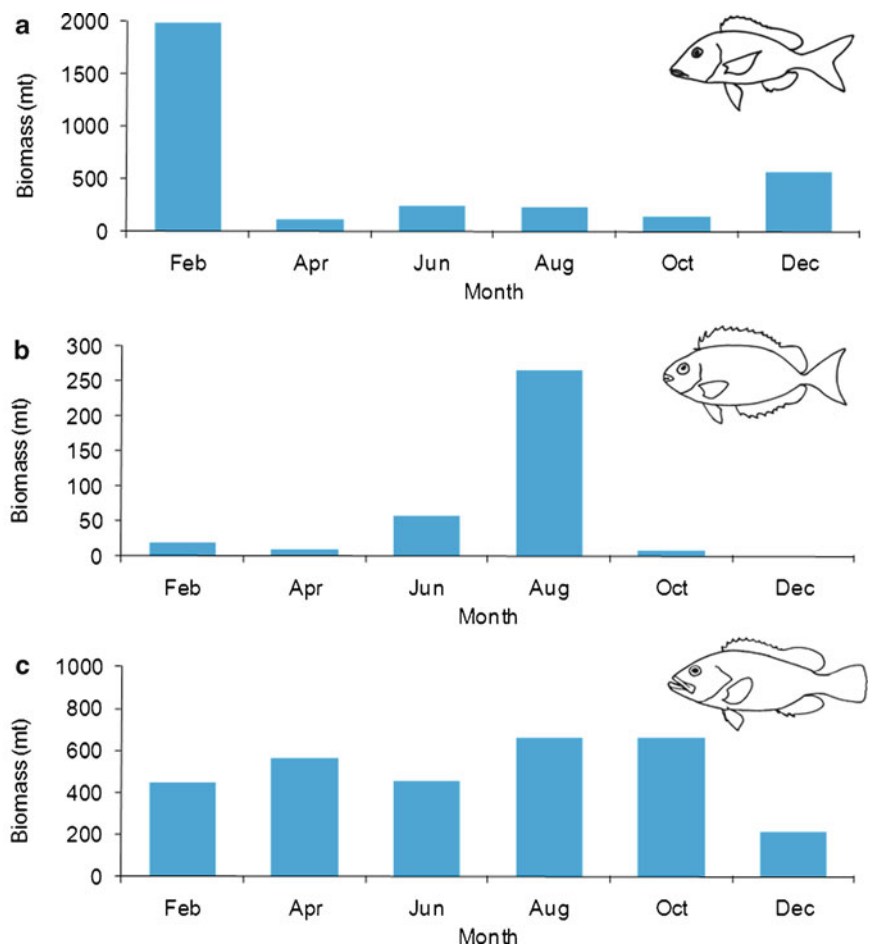 a
Biomass (mt)
2000
1500
1000
500
0
Feb Apr Jun Aug Oct Dec
Month
b
Biomass (mt)
300
250
200
150
100
50
0
Feb Apr Jun Aug Oct Dec
Month
c
Biomass (mt)
1000
800
600
400
200
0
Feb Apr Jun Aug Oct Dec
Month